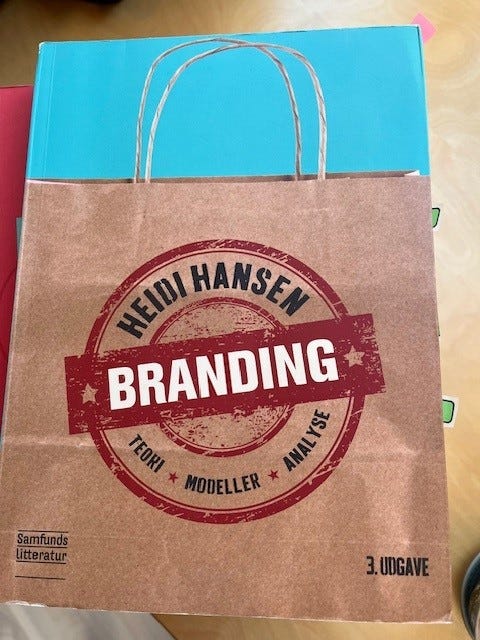 HEIDI HANSEN
BRANDING
TEORI ★ MODELLER ★ ANALYSE
Samfunds
litteratur
3. UDGAVE